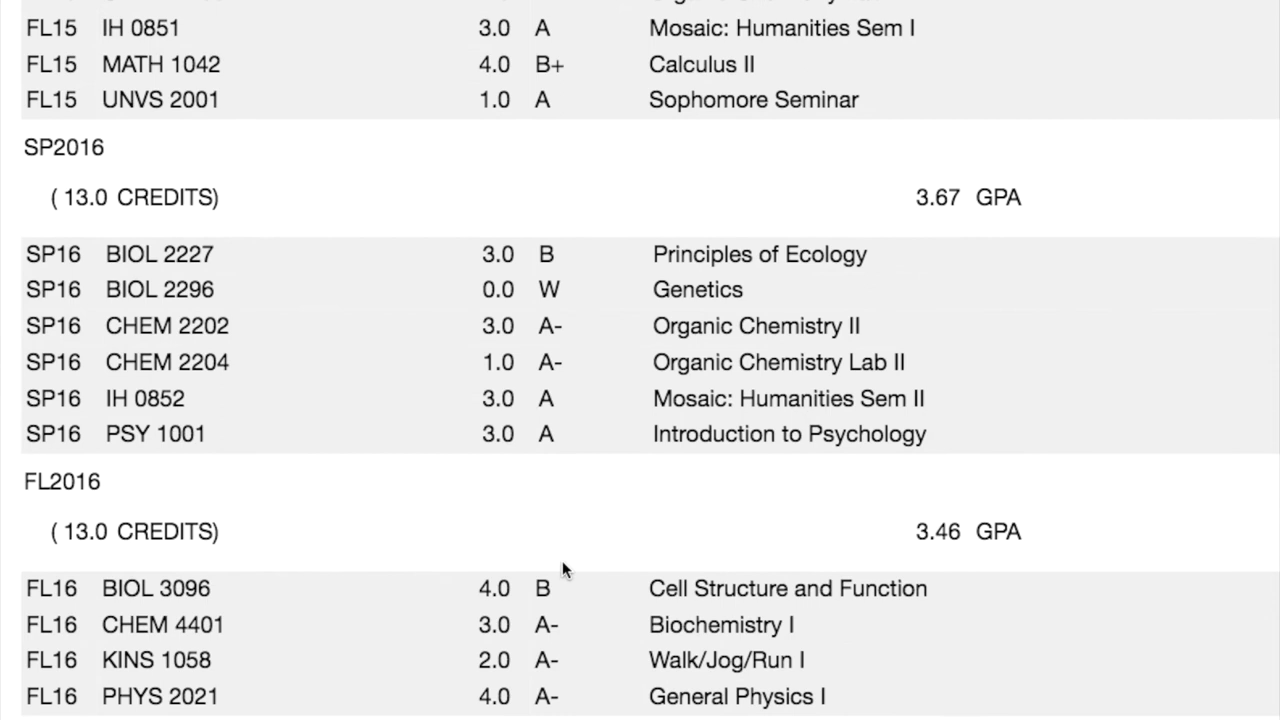 FL15 IH 0851 3.0 A Mosaic: Humanities Sem I
FL15 MATH 1042 4.0 B+ Calculus II
FL15 UNVS 2001 1.0 A Sophomore Seminar
SP2016
( 13.0 CREDITS) 3.67 GPA
SP16 BIOL 2227 3.0 B Principles of Ecology
SP16 BIOL 2296 0.0 W Genetics
SP16 CHEM 2202 3.0 A- Organic Chemistry II
SP16 CHEM 2204 1.0 A- Organic Chemistry Lab II
SP16 IH 0852 3.0 A Mosaic: Humanities Sem II
SP16 PSY 1001 3.0 A Introduction to Psychology
FL2016
( 13.0 CREDITS) 3.46 GPA
FL16 BIOL 3096 4.0 B Cell Structure and Function
FL16 CHEM 4401 3.0 A- Biochemistry I
FL16 KINS 1058 2.0 A- Walk/Jog/Run I
FL16 PHYS 2021 4.0 A- General Physics I